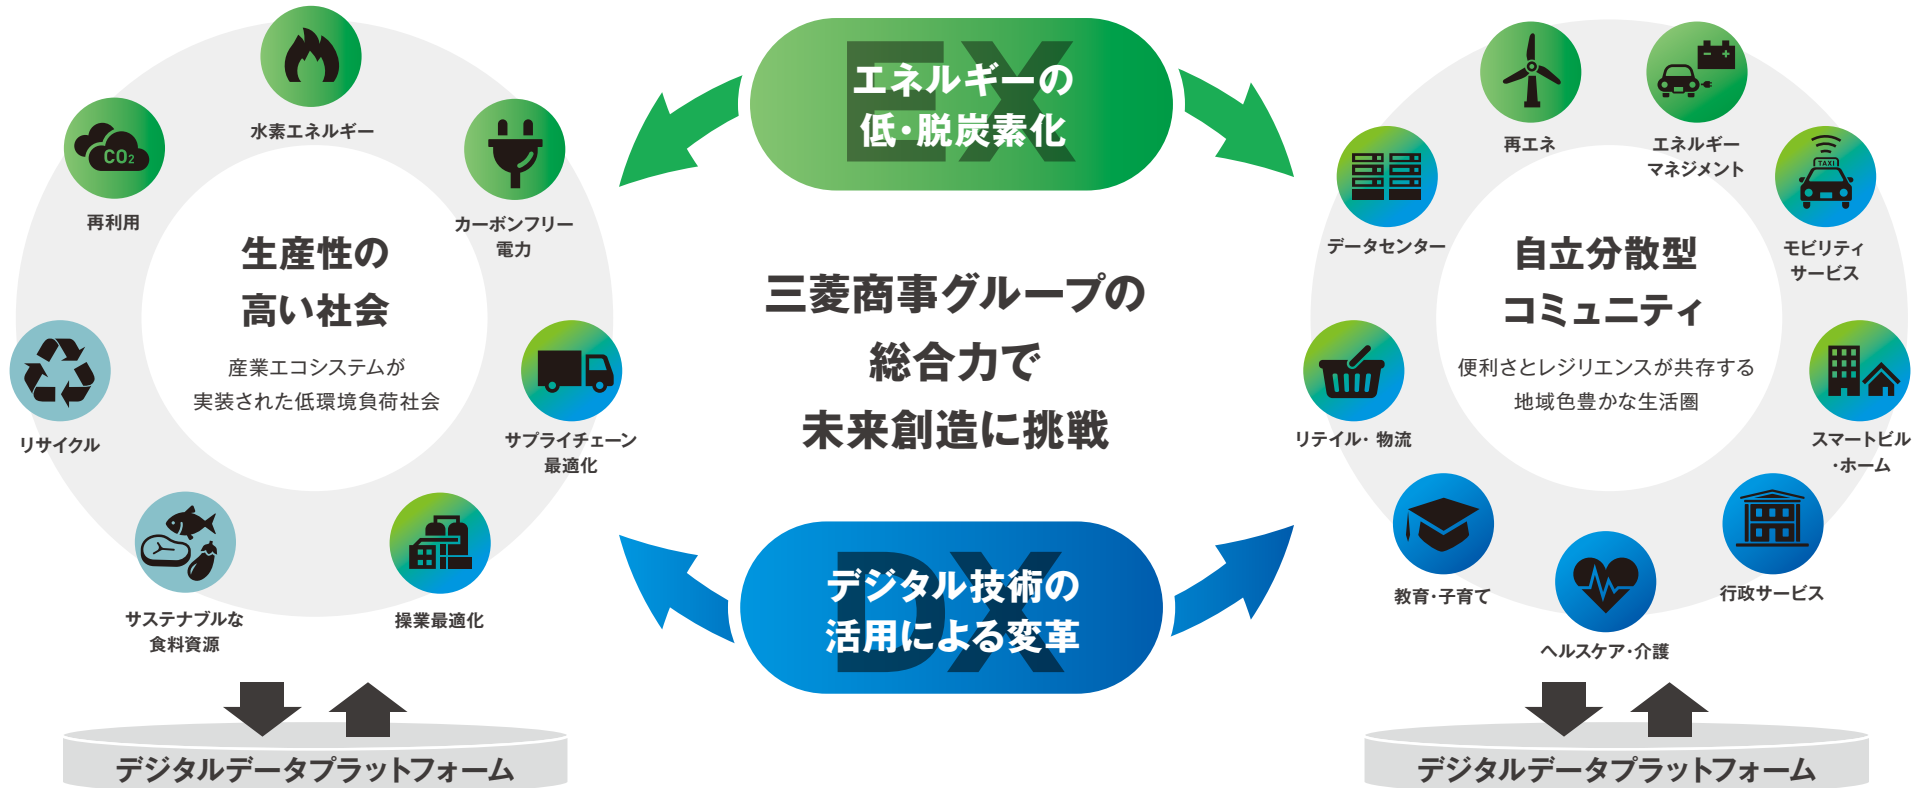 水素エネルギー
CO2
再利用
カーボンフリー
電力
生産性の
高い社会
産業エコシステムが
実装された低環境負荷社会
リサイクル
サプライチェーン
最適化
サステナブルな
食料資源
操業最適化
デジタルデータプラットフォーム
EX
エネルギーの
低・脱炭素化
三菱商事グループの
総合力で
未来創造に挑戦
DX
デジタル技術の
活用による変革
再エネ
エネルギー
マネジメント
データセンター
TAXI
モビリティ
サービス
自立分散型
コミュニティ
便利さとレジリエンスが共存する
地域色豊かな生活圏
リテイル・物流
スマートビル
・ホーム
教育・子育て
行政サービス
ヘルスケア・介護
デジタルデータプラットフォーム